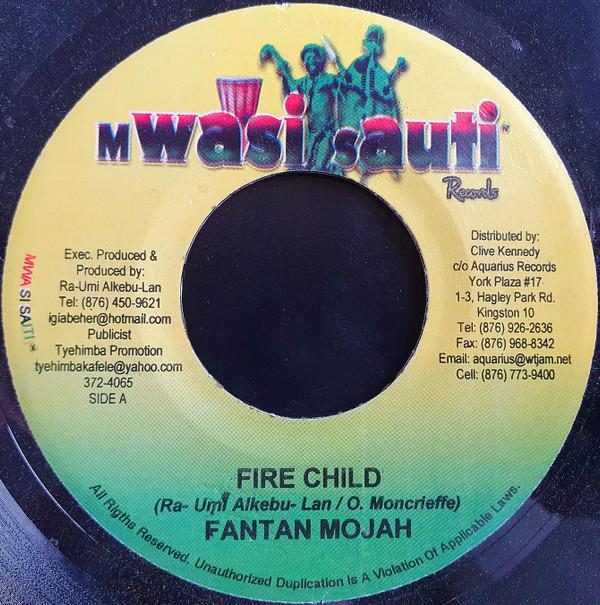 Mwasi Sauti
Records
MWA SI SAITI
Exec. Produced &
Produced by:
Ra-Umi Alkebu-Lan
Tel: (876) 450-9621
igiabeher@hotmail.com
Publicist
Tyehimba Promotion
tyehimbakafele@yahoo.com
372-4065
SIDE A
Distributed by:
Clive Kennedy
c/o Aquarius Records
York Plaza #17
1-3, Hagley Park Rd.
Kingston 10
Tel: (876) 926-2636
Fax: (876) 968-8342
Email: aquarius@wtjam.net
Cell: (876) 773-9400
FIRE CHILD
(Ra- Umi Alkebu- Lan / O. Moncrieffe)
FANTAN MOJAH
All Rigths Reserved. Unauthorized Duplication Is A Violation Of Applicable Laws.